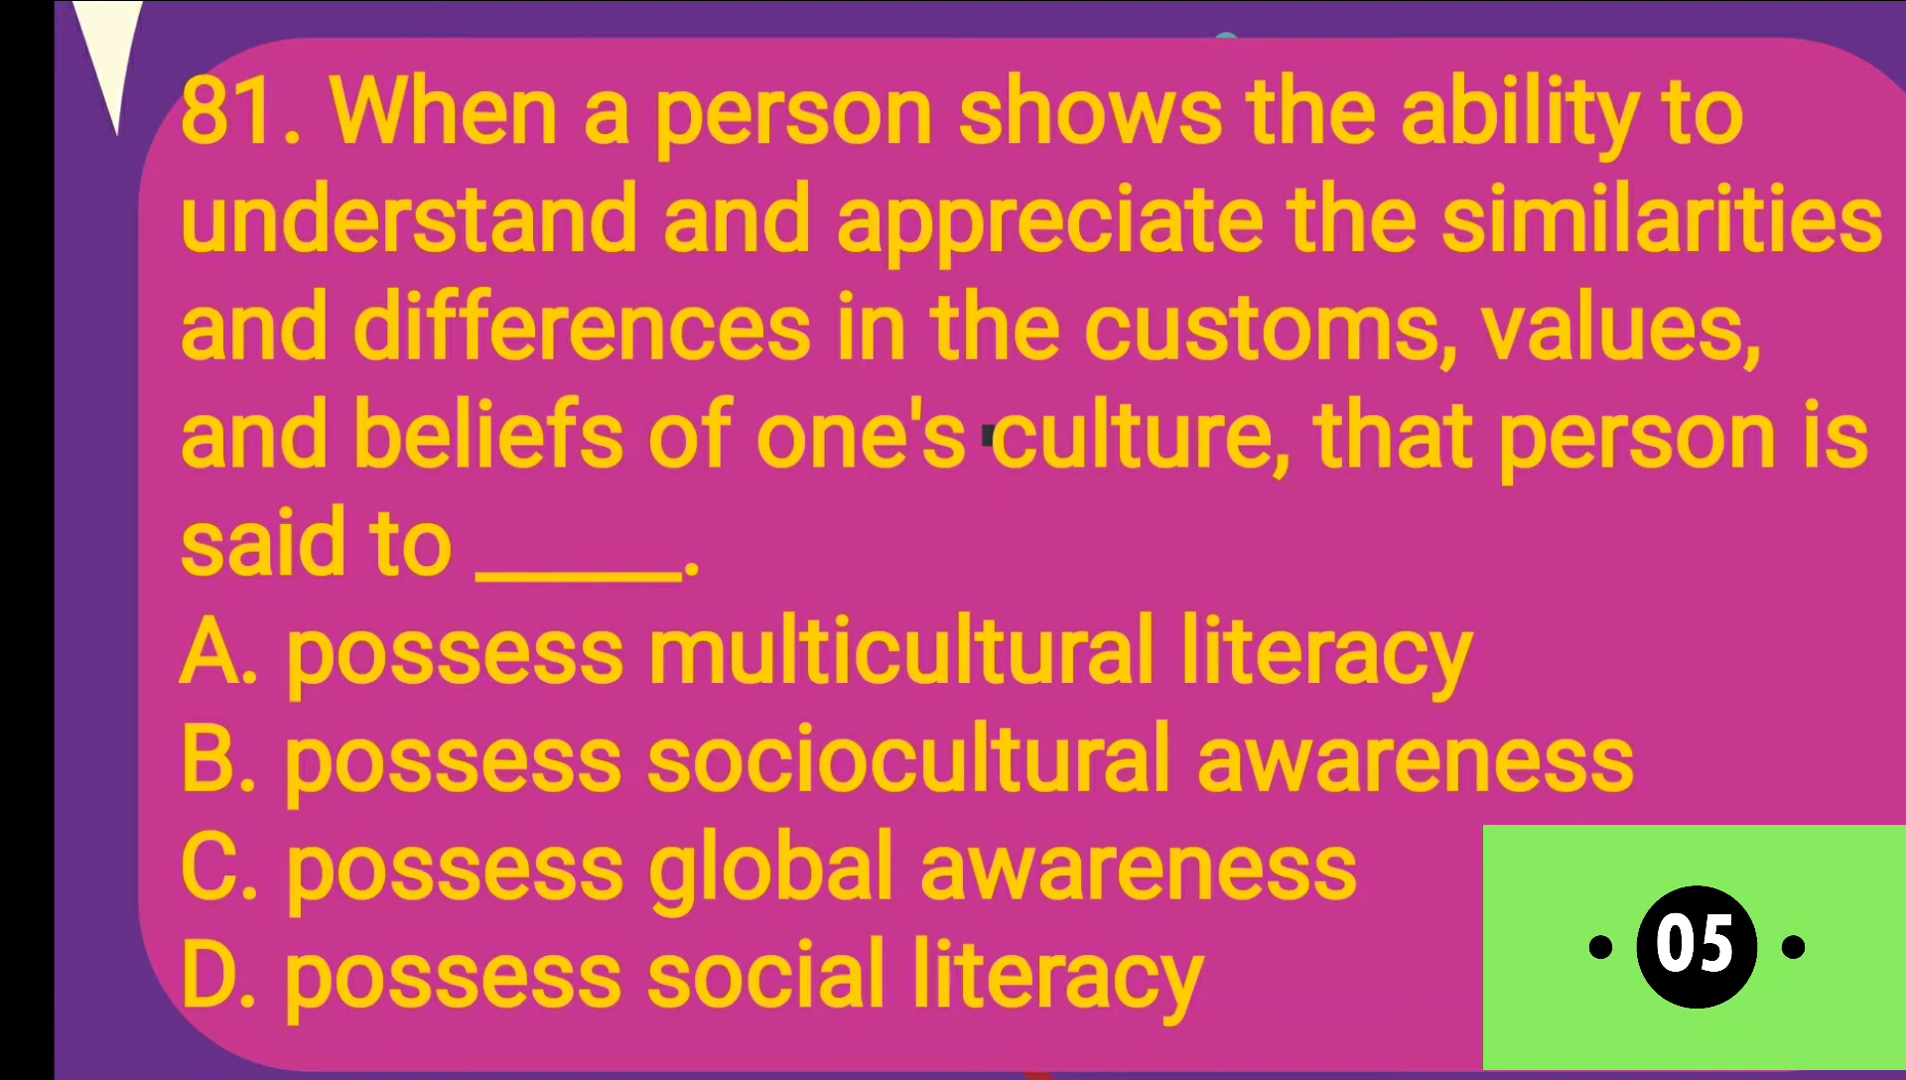 81. When a person shows the ability to
understand and appreciate the similarities
and differences in the customs, values,
and beliefs of one's culture, that person is
said to _____.
A. possess multicultural literacy
B. possess sociocultural awareness
C. possess global awareness
D. possess social literacy
05